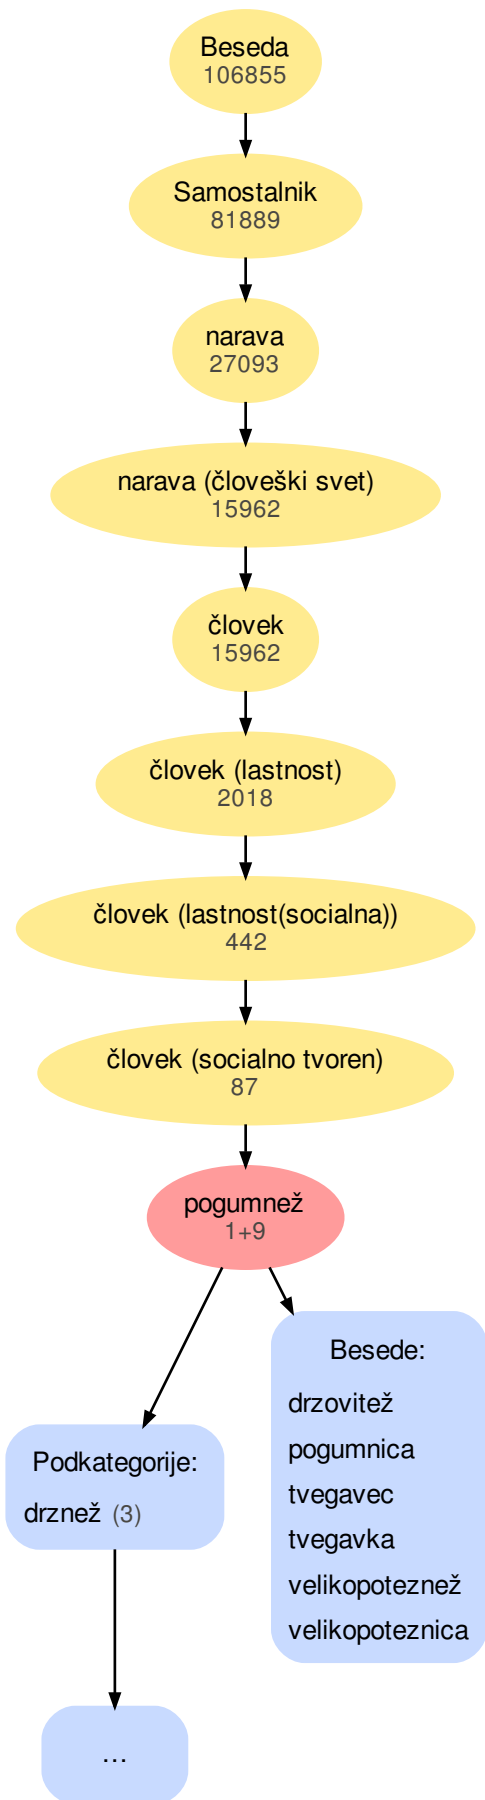 Beseda
106855
Samostalnik
81889
narava
27093
narava (človeški svet)
15962
človek
15962
človek (lastnost)
2018
človek (lastnost(socialna))
442
človek (socialno tvoren)
87
pogumnež
1+9
Besede:
drzovitež
pogumnica
tvegavec
tvegavka
velikopoteznež
velikopoteznica
Podkategorije:
drznež (3)
...